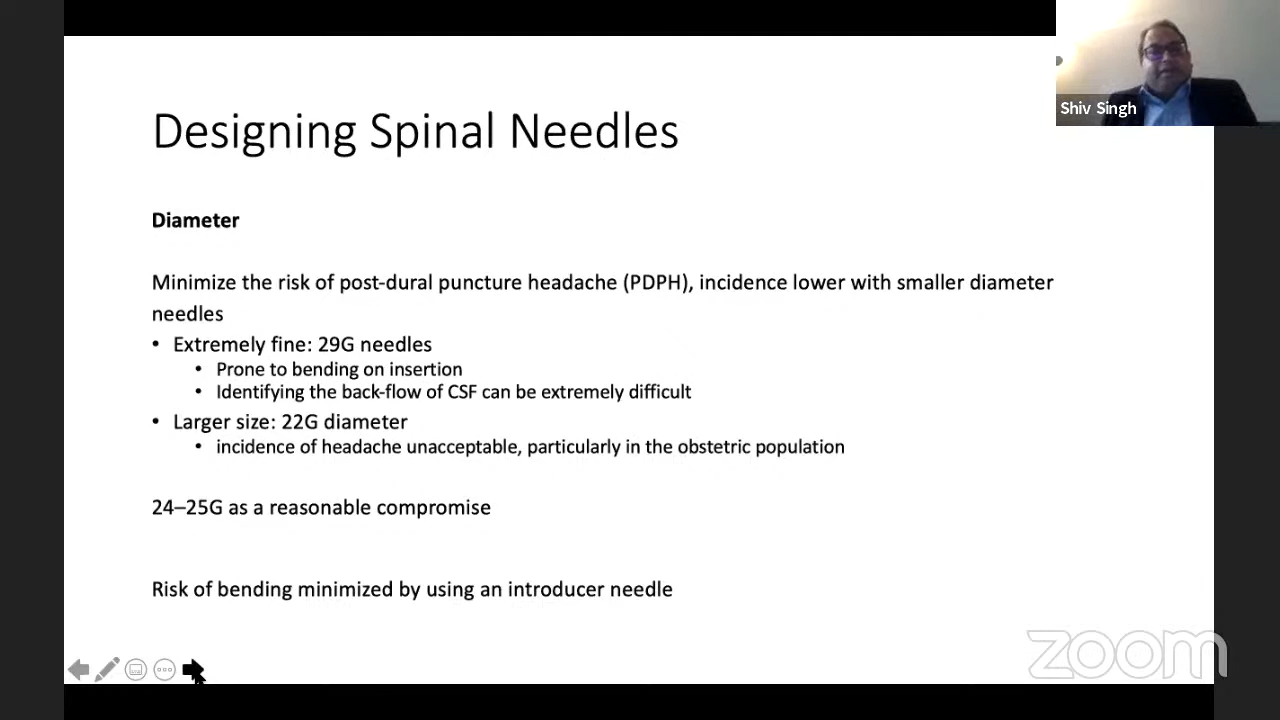 Shiv Singh
Designing Spinal Needles
Diameter
Minimize the risk of post-dural puncture headache (PDPH), incidence lower with smaller diameter
needles
• Extremely fine: 29G needles
• Prone to bending on insertion
• Identifying the back-flow of CSF can be extremely difficult
• Larger size: 22G diameter
• incidence of headache unacceptable, particularly in the obstetric population
24–25G as a reasonable compromise
Risk of bending minimized by using an introducer needle
zoom